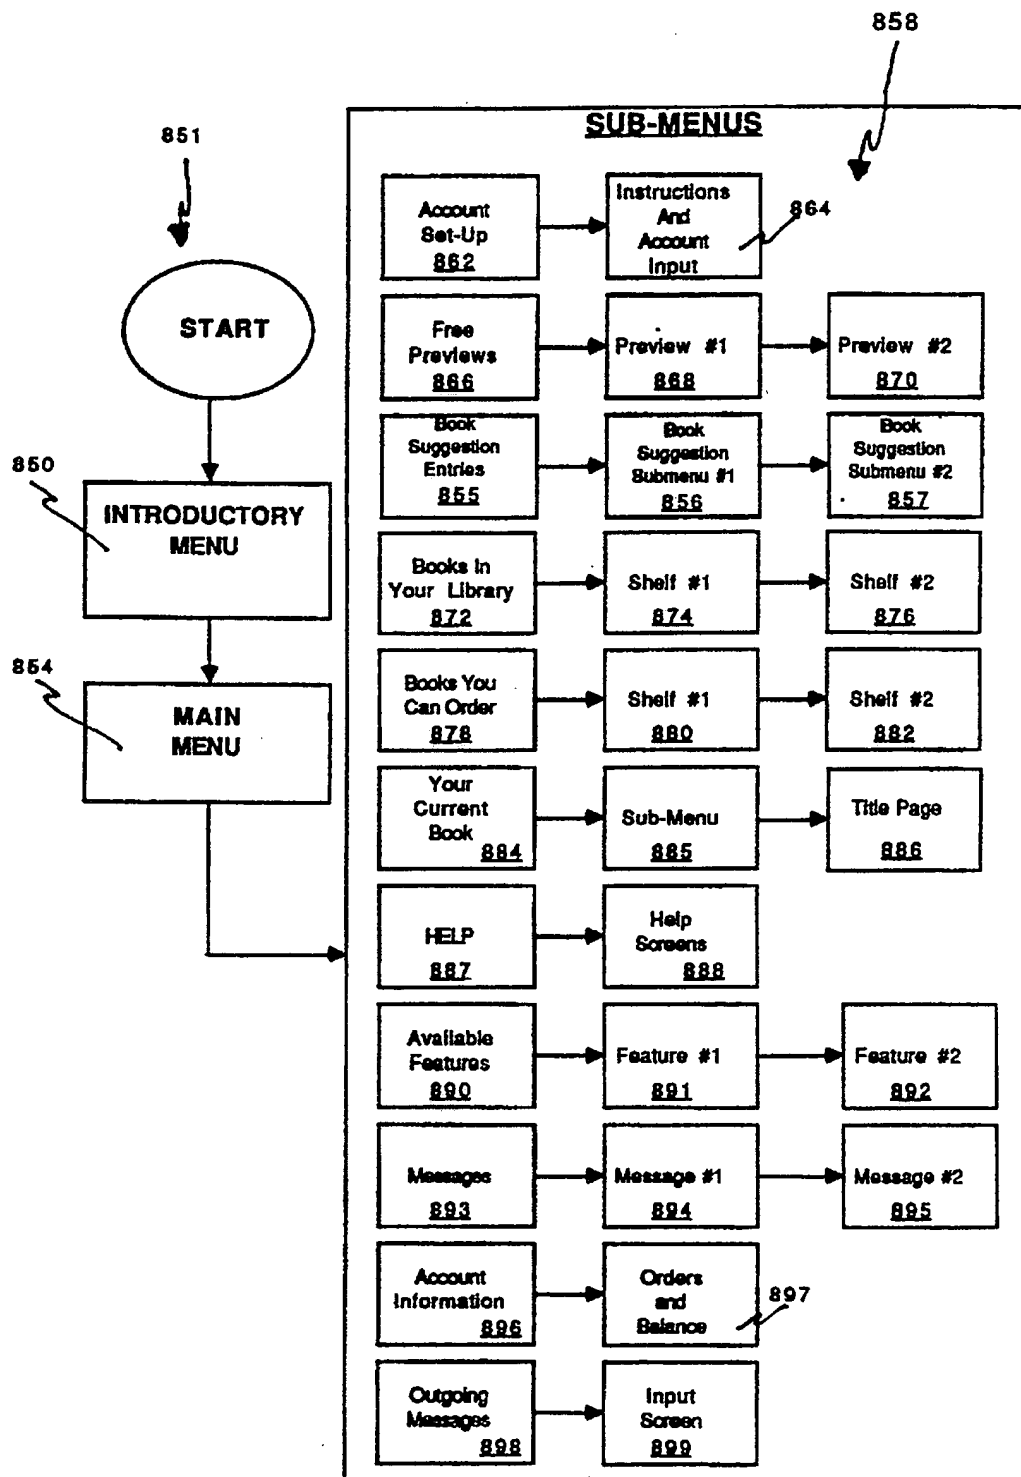 858
851
SUB-MENUS
START
850
INTRODUCTORY
MENU
854
MAIN
MENU
Account
Set-Up
862
Instructions
And
Account
Input
864
Free
Previews
866
Preview #1
868
Preview #2
870
Book
Suggestion
Entries
855
Book
Suggestion
Submenu #1
856
Book
Suggestion
Submenu #2
857
Books In
Your Library
872
Shelf #1
874
Shelf #2
876
Books You
Can Order
878
Shelf #1
880
Shelf #2
882
Your
Current
Book
884
Sub-Menu
885
Title Page
886
HELP
887
Help
Screens
888
Available
Features
890
Feature #1
891
Feature #2
892
Messages
893
Message #1
894
Message #2
895
Account
Information
896
Orders
and
Balance
897
Outgoing
Messages
898
Input
Screen
899